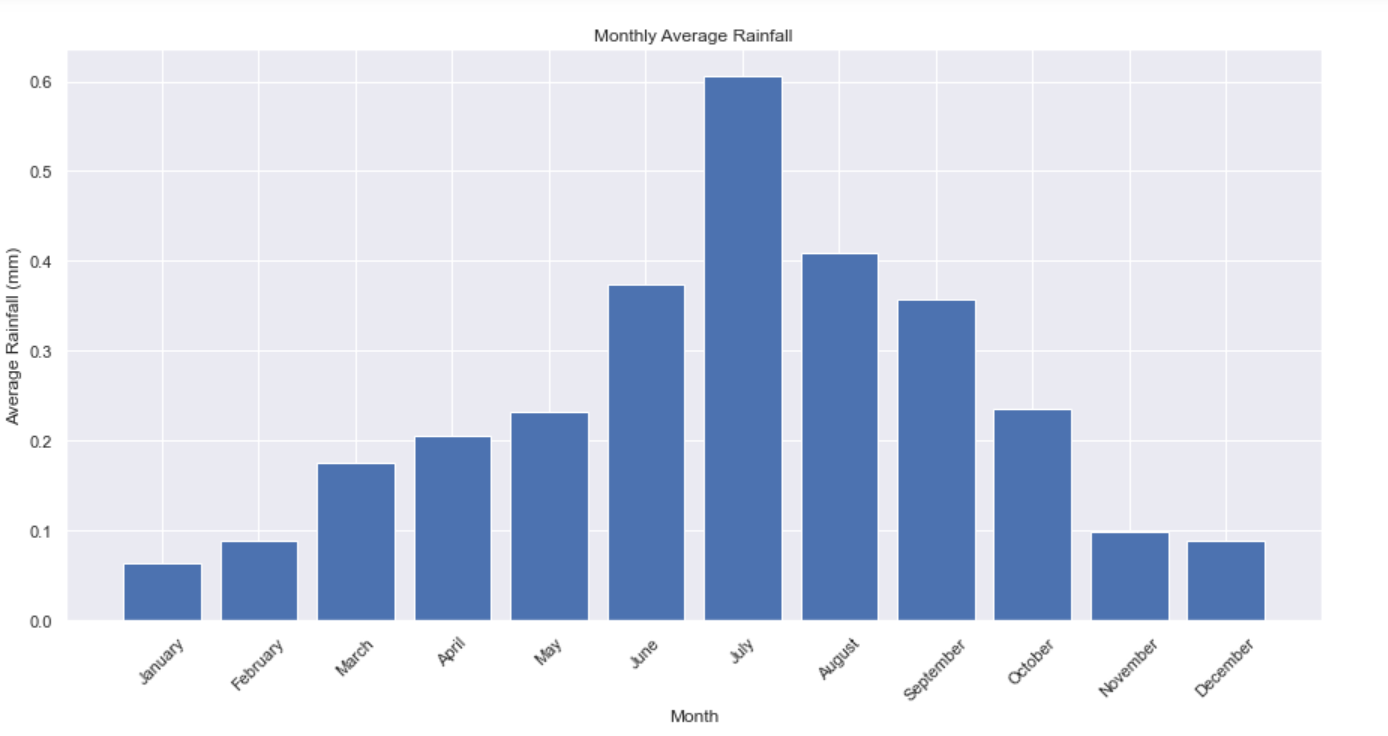 Monthly Average Rainfall
Average Rainfall (mm)
0.6
0.5
0.4
0.3
0.2
0.1
0.0
January
February
March
April
May
June
July
August
September
October
November
December
Month